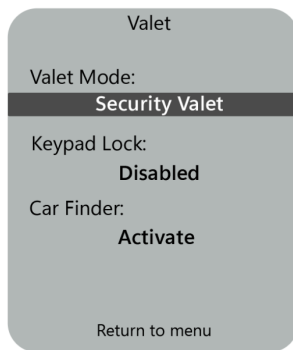 Valet
Valet Mode:
Security Valet
Keypad Lock:
Disabled
Car Finder:
Activate
Return to menu